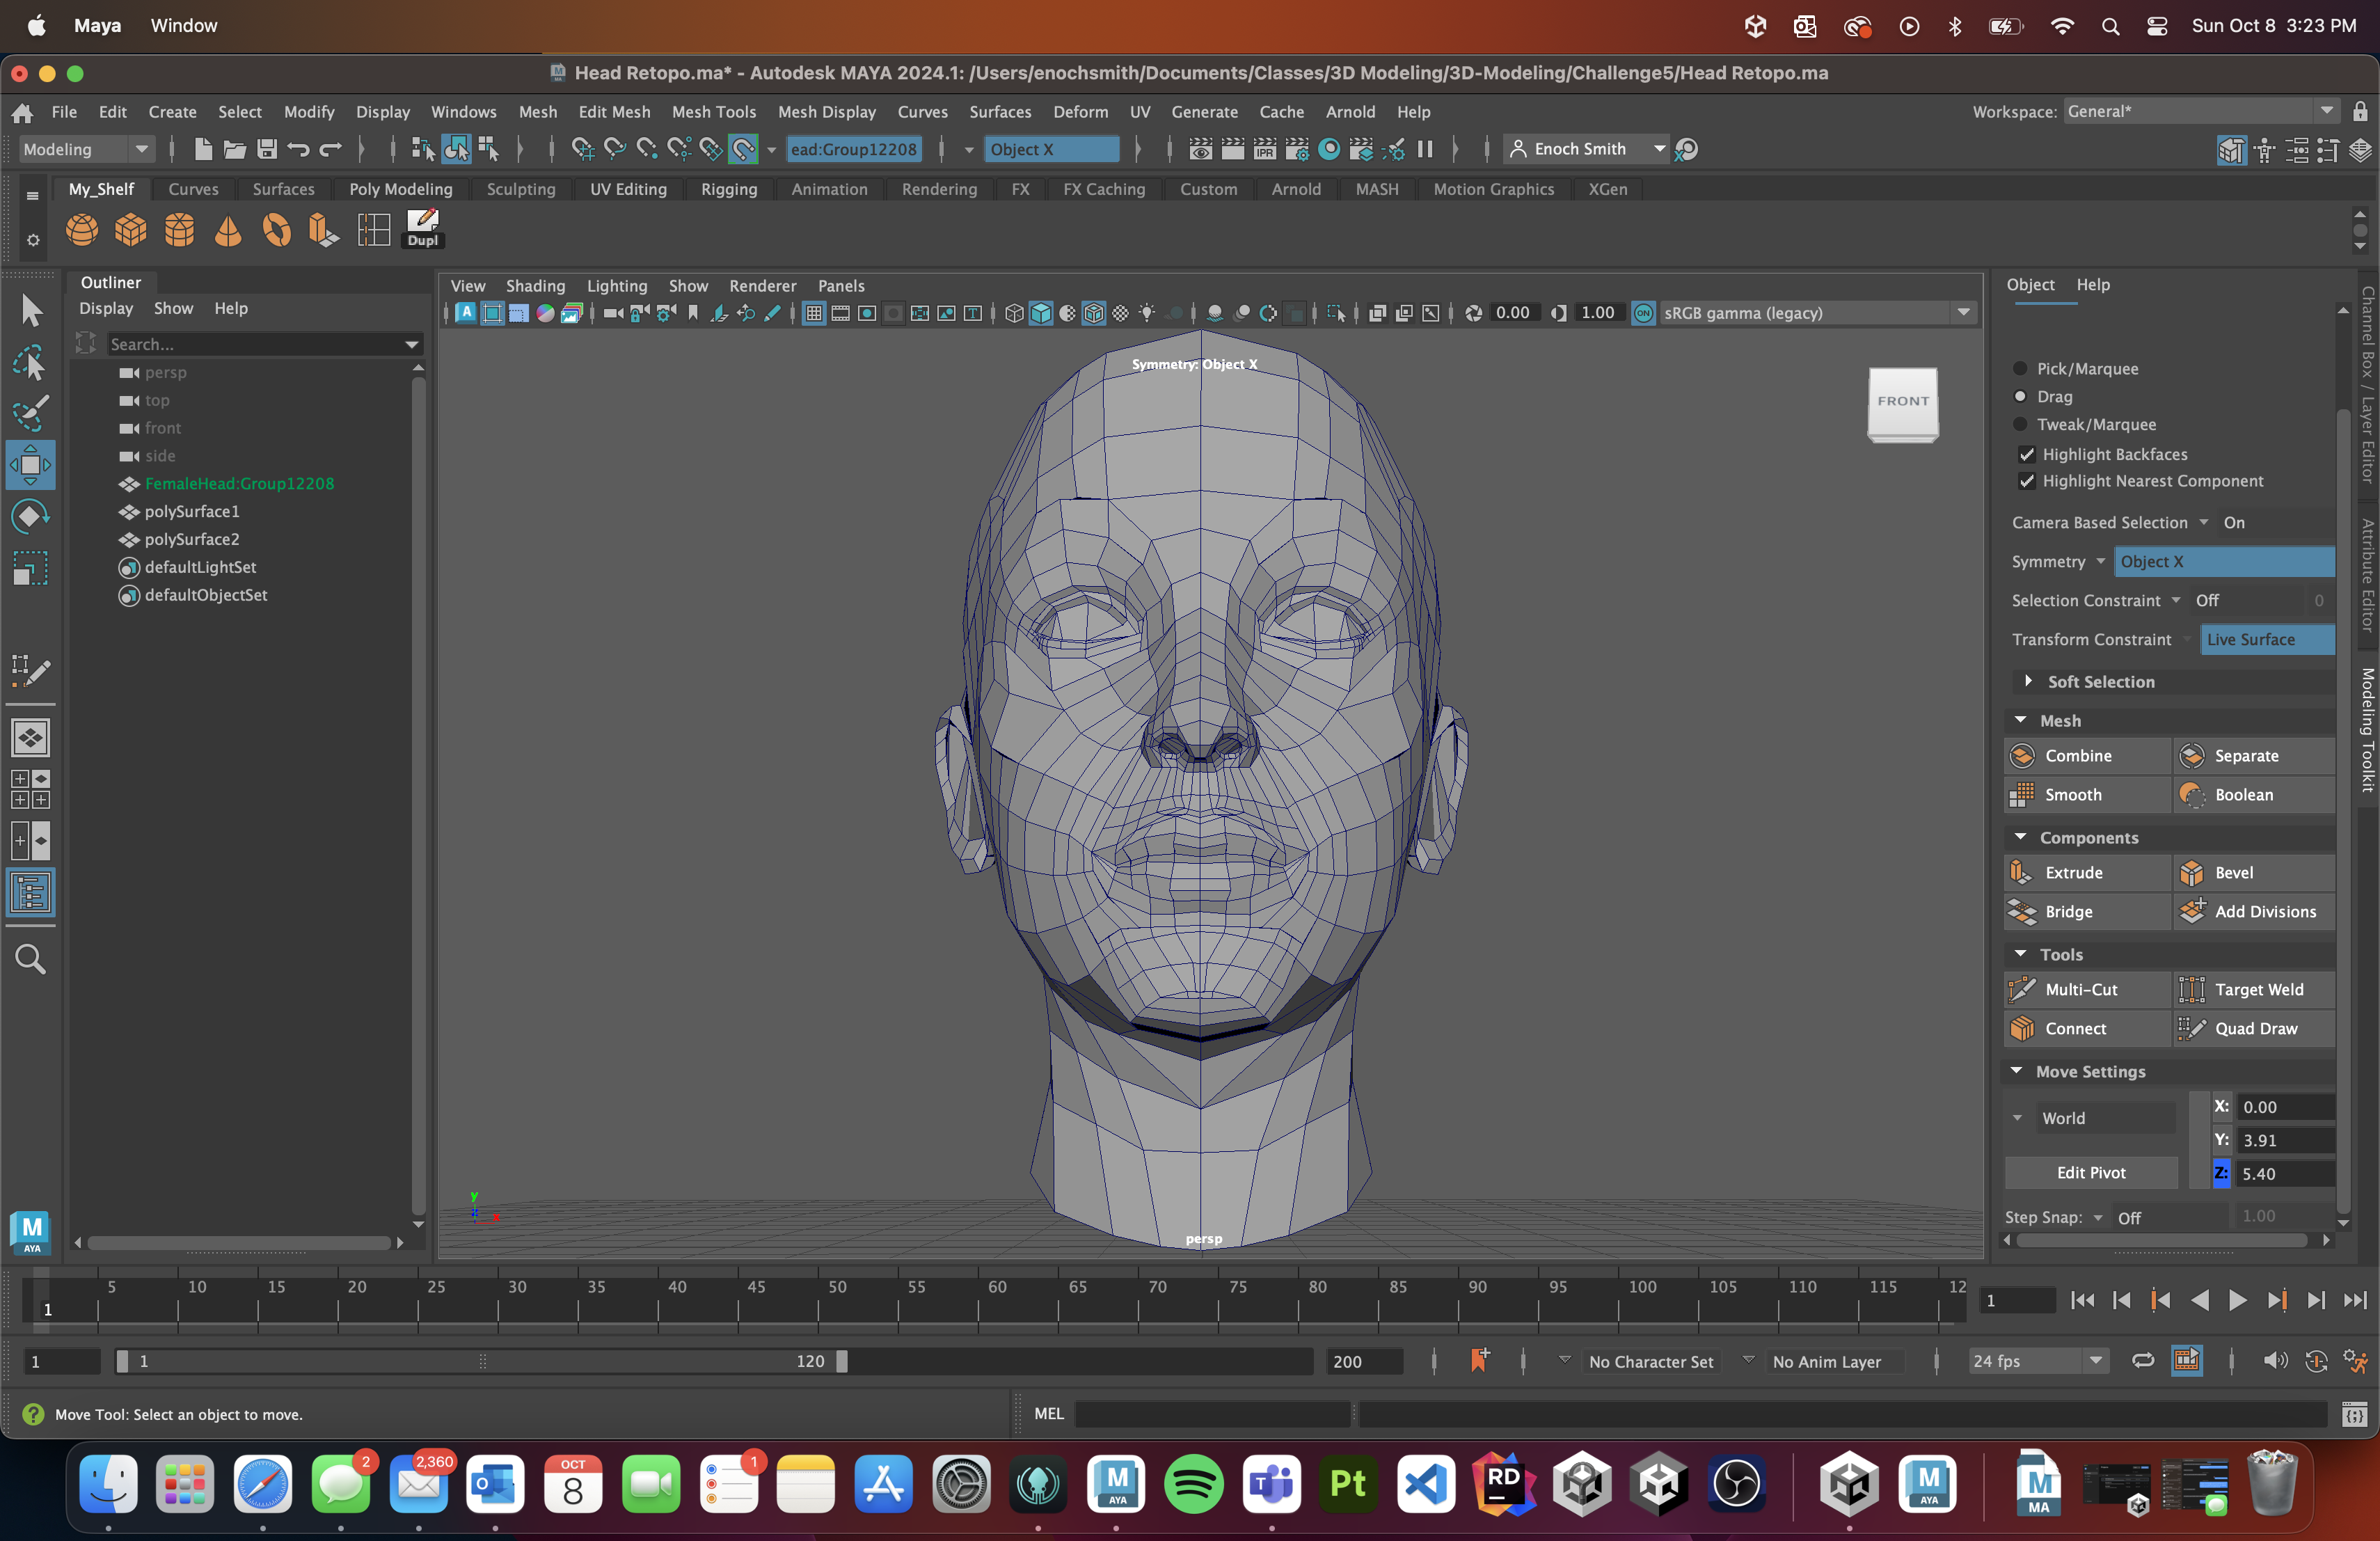 Maya Window Sun Oct 8 3:23 PM
Head Retopo.ma* - Autodesk MAYA 2024.1: /Users/enochsmith/Documents/Classes/3D Modeling/3D-Modeling/Challenge5/Head Retopo.ma
File Edit Create Select Modify Display Windows Mesh Edit Mesh Mesh Tools Mesh Display Curves Surfaces Deform UV Generate Cache Arnold Help Workspace: General*
Modeling ead:Group12208 Object X IPR Enoch Smith
My_Shelf Curves Surfaces Poly Modeling Sculpting UV Editing Rigging Animation Rendering FX FX Caching Custom Arnold MASH Motion Graphics XGen
Dupl
Outliner
Display Show Help
Search...
persp
top
front
side
FemaleHead:Group12208
polySurface1
polySurface2
defaultLightSet
defaultObjectSet
View Shading Lighting Show Renderer Panels
A T 0.00 1.00 ON sRGB gamma (legacy)
Symmetry: Object X
FRONT
y
z x
persp
Object Help
Pick/Marquee
Drag
Tweak/Marquee
Highlight Backfaces
Highlight Nearest Component
Camera Based Selection On
Symmetry Object X
Selection Constraint Off 0
Transform Constraint Live Surface
Soft Selection
Mesh
Combine Separate
Smooth Boolean
Components
Extrude Bevel
Bridge Add Divisions
Tools
Multi-Cut Target Weld
Connect Quad Draw
Move Settings
World X: 0.00
Y: 3.91
Edit Pivot Z: 5.40
Step Snap: Off 1.00
Channel Box / Layer Editor
Attribute Editor
Modeling Toolkit
M
AYA
5 10 15 20 25 30 35 40 45 50 55 60 65 70 75 80 85 90 95 100 105 110 115 12
1 1
1 1 120 200 No Character Set No Anim Layer 24 fps
Move Tool: Select an object to move. MEL
2 2,360 OCT 8 1 M AYA Pt RD M AYA M MA